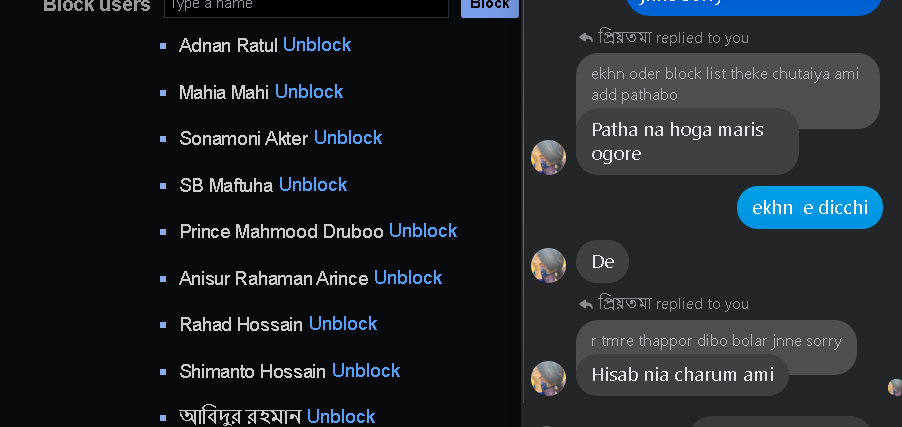 Block users
Type a name
Block
Adnan Ratul Unblock
Mahia Mahi Unblock
Sonamoni Akter Unblock
SB Maftuha Unblock
Prince Mahmood Druboo Unblock
Anisur Rahaman Arince Unblock
Rahad Hossain Unblock
Shimanto Hossain Unblock
আবিদুর রহমান Unblock
jnne sorry
প্রিয়তমা replied to you
ekhn oder block list theke chutaiya ami
add pathabo
Patha na hoga maris
ogore
ekhn e dicchi
De
প্রিয়তমা replied to you
r tmre thappor dibo bolar jnne sorry
Hisab nia charum ami